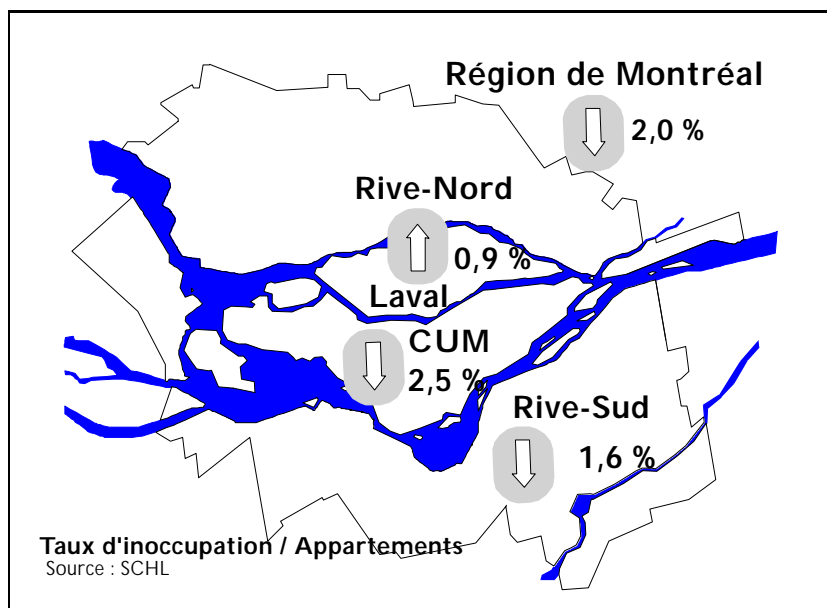 Région de Montréal
2,0 %
Rive-Nord
0,9 %
Laval
CUM
2,5 %
Rive-Sud
1,6 %
Taux d'inoccupation / Appartements
Source : SCHL